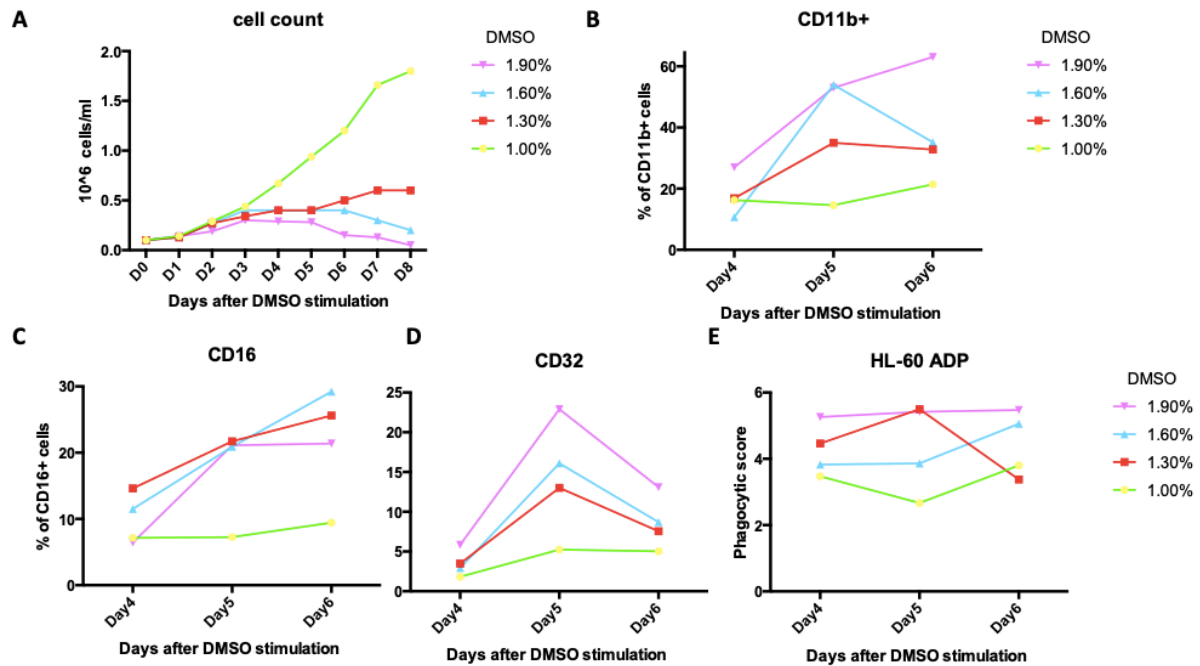 A
cell count
10^6 cells/ml
2.0
1.5
1.0
0.5
0.0
D0
D1
D2
D3
D4
D5
D6
D7
D8
Days after DMSO stimulation
DMSO
1.90%
1.60%
1.30%
1.00%
B
CD11b+
% of CD11b+ cells
60
40
20
0
Day4
Day5
Day6
Days after DMSO stimulation
DMSO
1.90%
1.60%
1.30%
1.00%
C
CD16
% of CD16+ cells
30
20
10
0
Day4
Day5
Day6
Days after DMSO stimulation
D
CD32
25
20
15
10
5
0
Day4
Day5
Day6
Days after DMSO stimulation
E
HL-60 ADP
Phagocytic score
6
4
2
0
Day4
Day5
Day6
Days after DMSO stimulation
DMSO
1.90%
1.60%
1.30%
1.00%